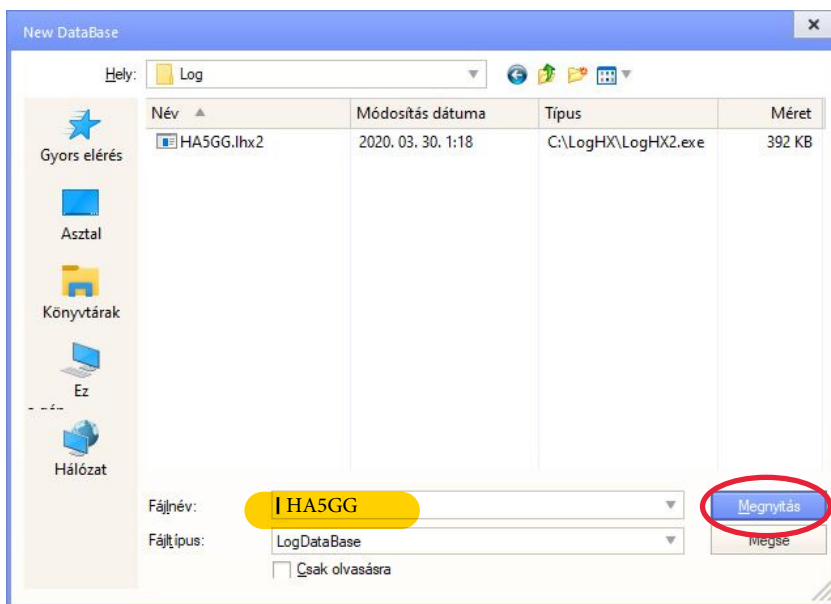 New DataBase
Hely: Log
Név Módosítás dátuma Típus Méret
HA5GG.lhx2 2020. 03. 30. 1:18 C:\LogHX\LogHX2.exe 392 KB
Gyors elérés
Asztal
Könyvtárak
Ez
Hálózat
Fájlnév: HA5GG Megnyitás
Fájltípus: LogDataBase Mégse
Csak olvasásra